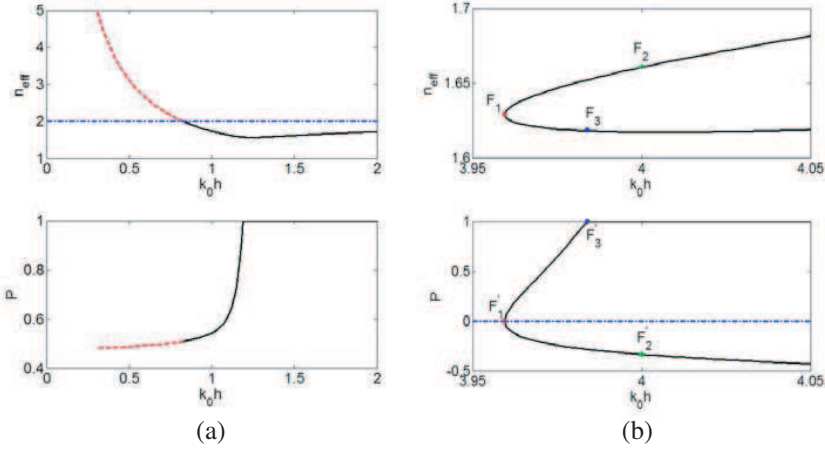 5
4
3
2
1
n_eff
0 0.5 1 1.5 2
k_0h
1
0.8
0.6
0.4
P
0 0.5 1 1.5 2
k_0h
(a)
1.7
1.65
1.6
n_eff
F_1
F_2
F_3
3.95 4 4.05
k_0h
1
0.5
0
-0.5
P
F'_3
F'_1
F'_2
3.95 4 4.05
k_0h
(b)